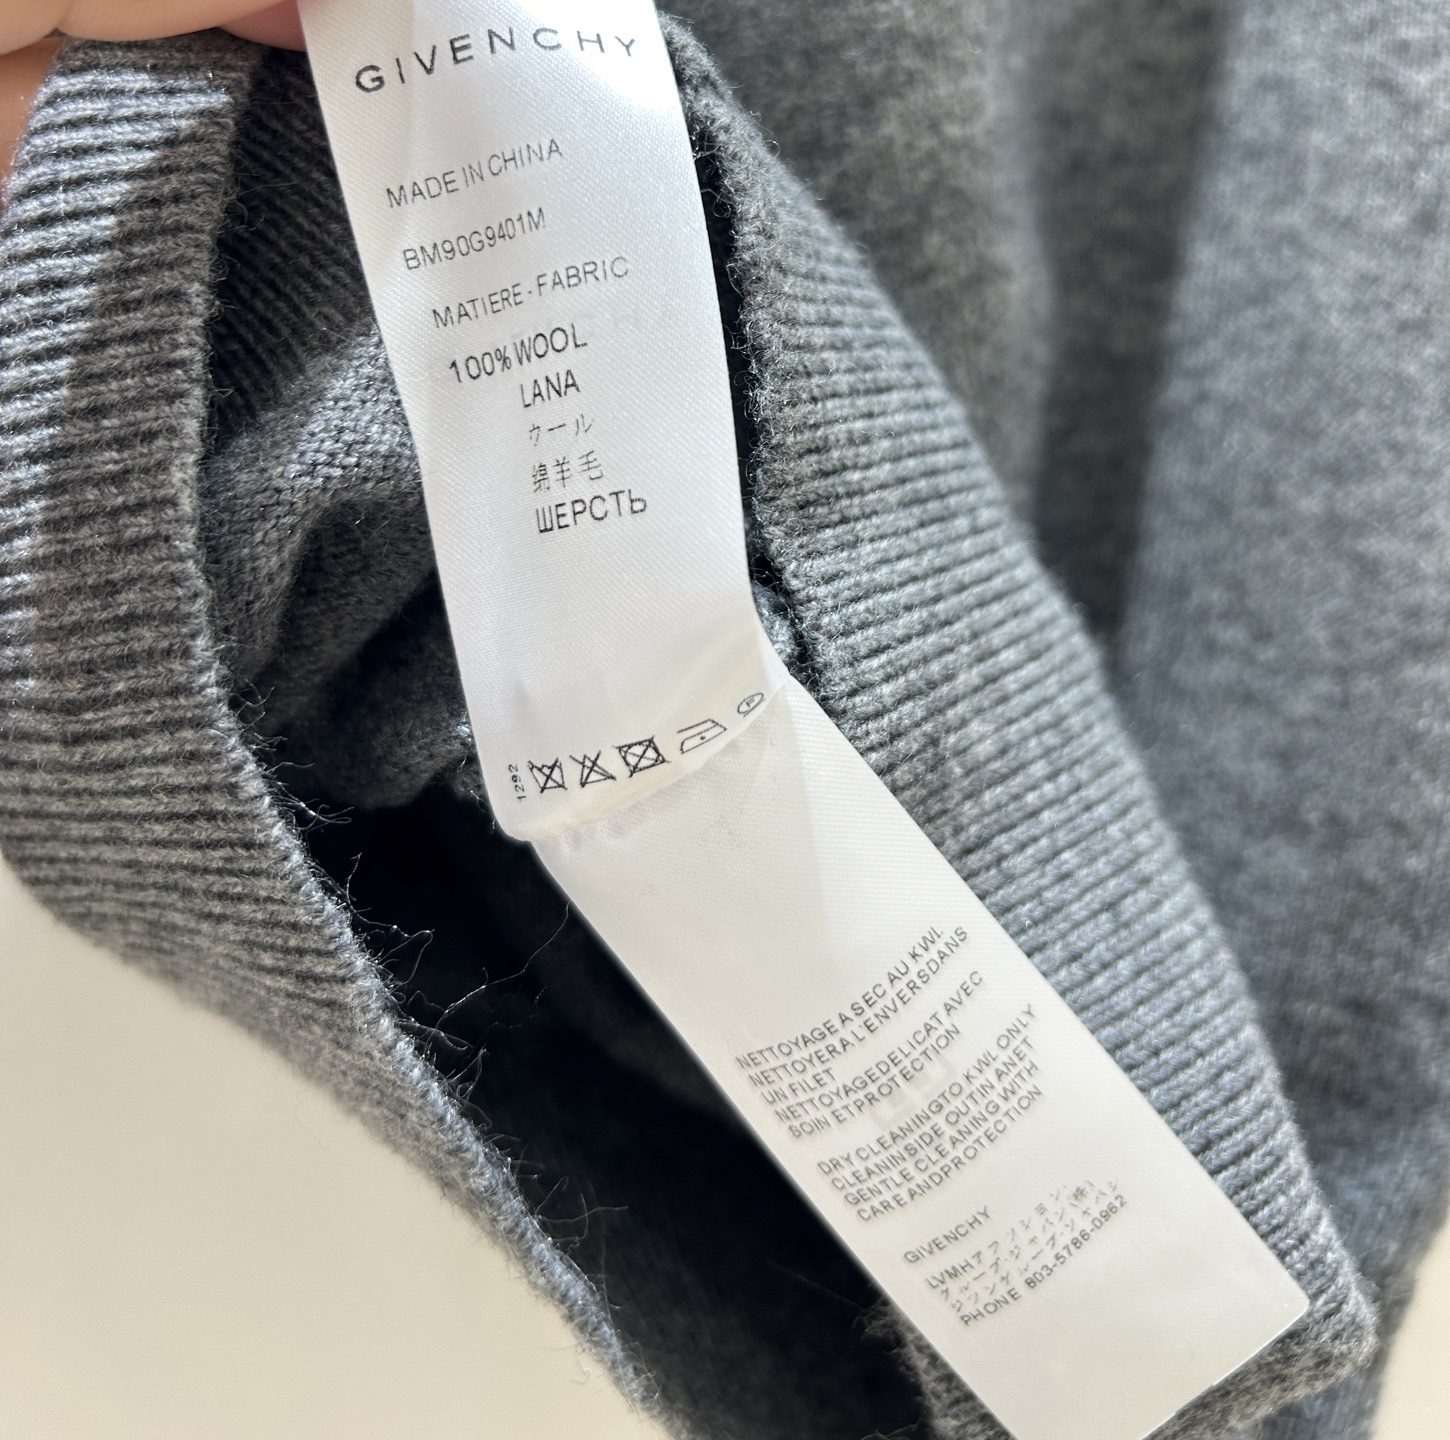 GIVENCHY
MADE IN CHINA
BM90G9401M
MATIERE - FABRIC
100% WOOL
LANA
ウール
绵羊毛
ШЕРСТЬ
1292
NETTOYAGE A SEC AU KWL
NETTOYER A L'ENVERS DANS
UN FILET
NETTOYAGE DELICAT AVEC
SOIN ET PROTECTION
DRY CLEANING TO KWL ONLY
CLEAN INSIDE OUT IN A NET
GENTLE CLEANING WITH
CARE AND PROTECTION
GIVENCHY
LVMH
PHONE 803-5786-0962